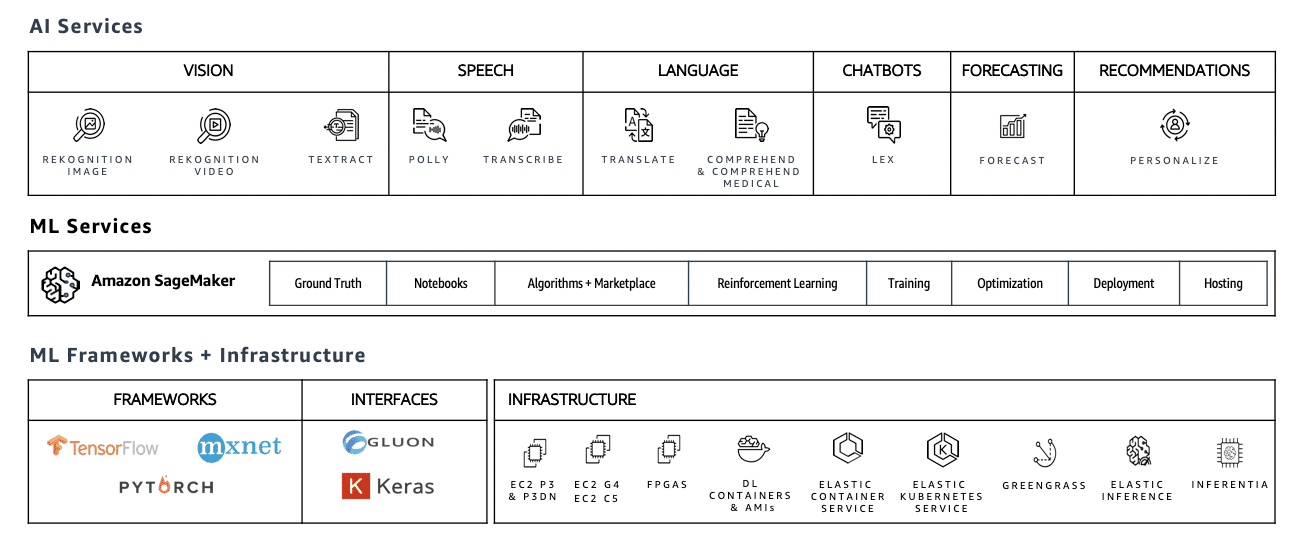 AI Services
VISION
SPEECH
LANGUAGE
CHATBOTS
FORECASTING
RECOMMENDATIONS
REKOGNITION
IMAGE
REKOGNITION
VIDEO
TEXTRACT
POLLY
TRANSCRIBE
TRANSLATE
COMPREHEND
& COMPREHEND
MEDICAL
LEX
FORECAST
PERSONALIZE
ML Services
Amazon SageMaker
Ground Truth
Notebooks
Algorithms + Marketplace
Reinforcement Learning
Training
Optimization
Deployment
Hosting
ML Frameworks + Infrastructure
FRAMEWORKS
INTERFACES
INFRASTRUCTURE
TensorFlow
mxnet
PYTORCH
GLUON
K Keras
EC2 P3
& P3DN
EC2 G4
EC2 C5
FPGAS
DL
CONTAINERS
& AMIs
ELASTIC
CONTAINER
SERVICE
K
ELASTIC
KUBERNETES
SERVICE
GREENGRASS
ELASTIC
INFERENCE
INFERENTIA